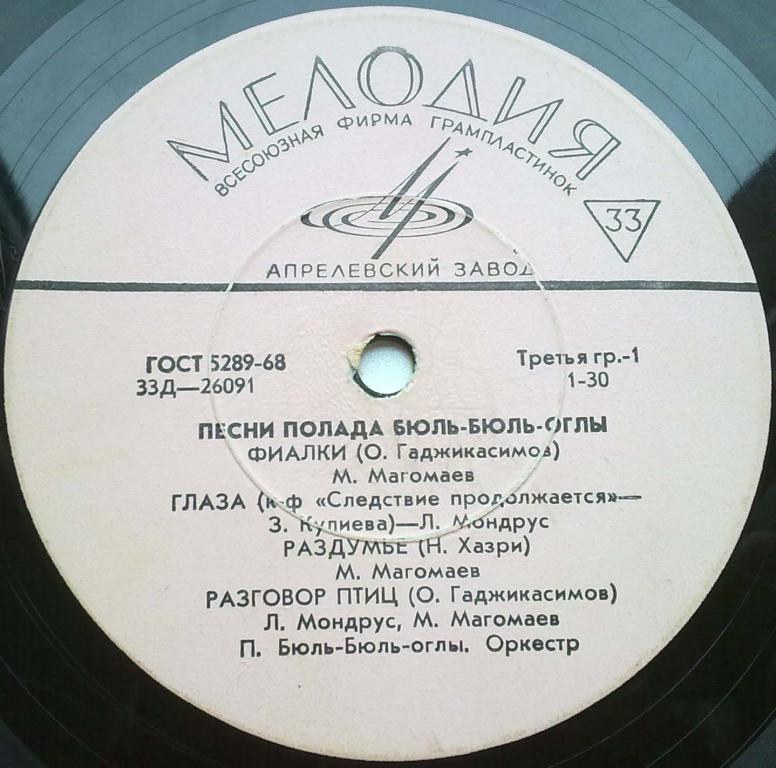 МЕЛОДИЯ
ВСЕСОЮЗНАЯ ФИРМА ГРАМПЛАСТИНОК
33
АПРЕЛЕВСКИЙ ЗАВОД
ГОСТ 5289-68
Третья гр.-1
33Д—26091
1-30
ПЕСНИ ПОЛАДА БЮЛЬ-БЮЛЬ-ОГЛЫ
ФИАЛКИ (О. Гаджикасимов)
М. Магомаев
ГЛАЗА (к-ф «Следствие продолжается»—
З. Кулиева)—Л. Мондрус
РАЗДУМЬЕ (Н. Хазри)
М. Магомаев
РАЗГОВОР ПТИЦ (О. Гаджикасимов)
Л. Мондрус, М. Магомаев
П. Бюль-Бюль-оглы. Оркестр